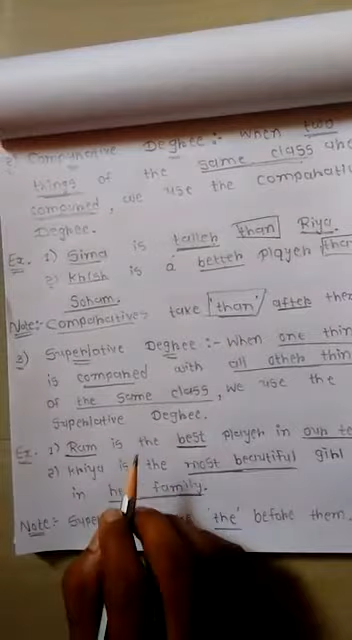 2) Comparative Degree:- When two
things of the same class are
compared, we use the comparati
Degree.
Ex. 1) Sima is taller than Riya.
2) Krish is a better player than
Soham.
Note:- Comparatives take 'than' after the
3) Superlative Degree :- When one thin
is compared with all other thin
of the same class, we use the
superlative Degree.
Ex. 1) Ram is the best player in our te
2) Priya is the most beautiful girl
in her family.
Note:- Supe 'the' before them.